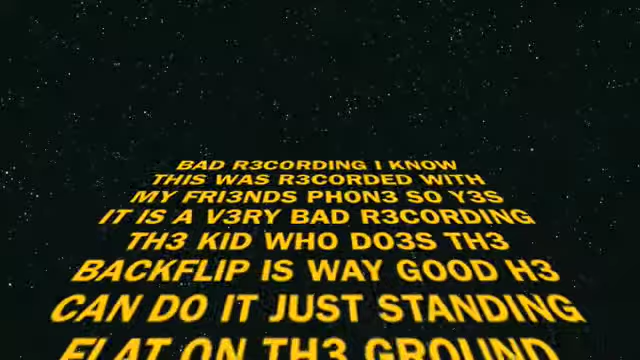 BAD R3CORDING I KNOW
THIS WAS R3CORDED WITH
MY FRI3NDS PHON3 SO Y3S
IT IS A V3RY BAD R3CORDING
TH3 KID WHO DO3S TH3
BACKFLIP IS WAY GOOD H3
CAN DO IT JUST STANDING
FLAT ON TH3 GROUND